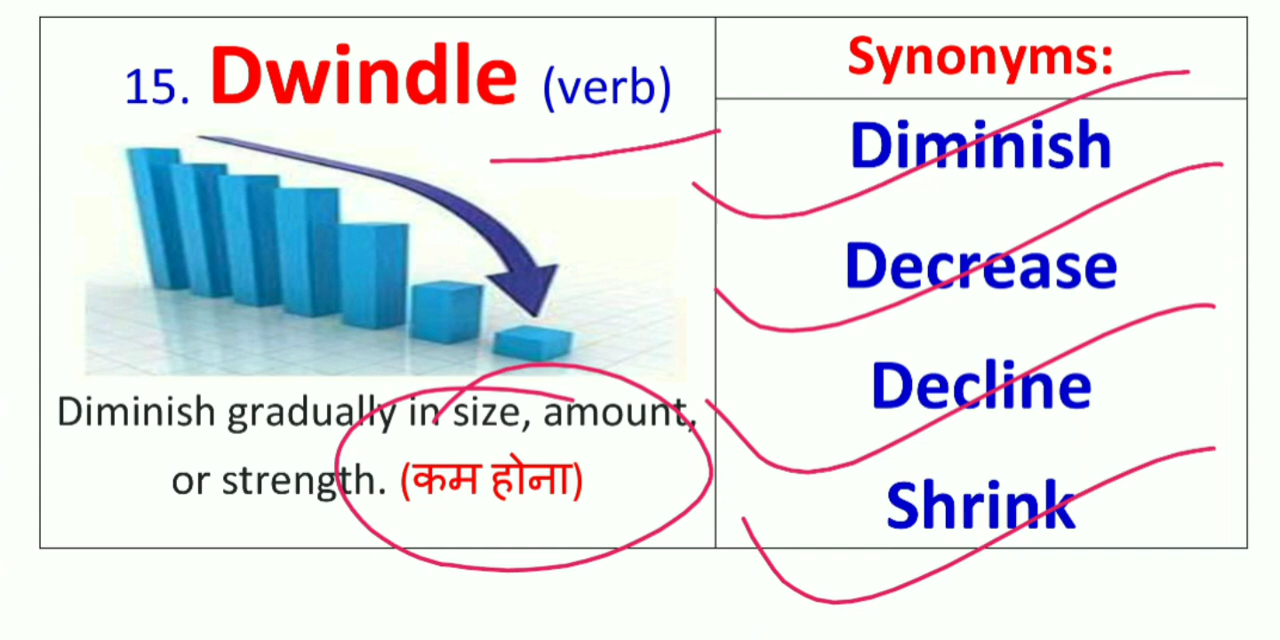 15. Dwindle (verb)
Diminish gradually in size, amount,
or strength. (कम होना)
Synonyms:
Diminish
Decrease
Decline
Shrink